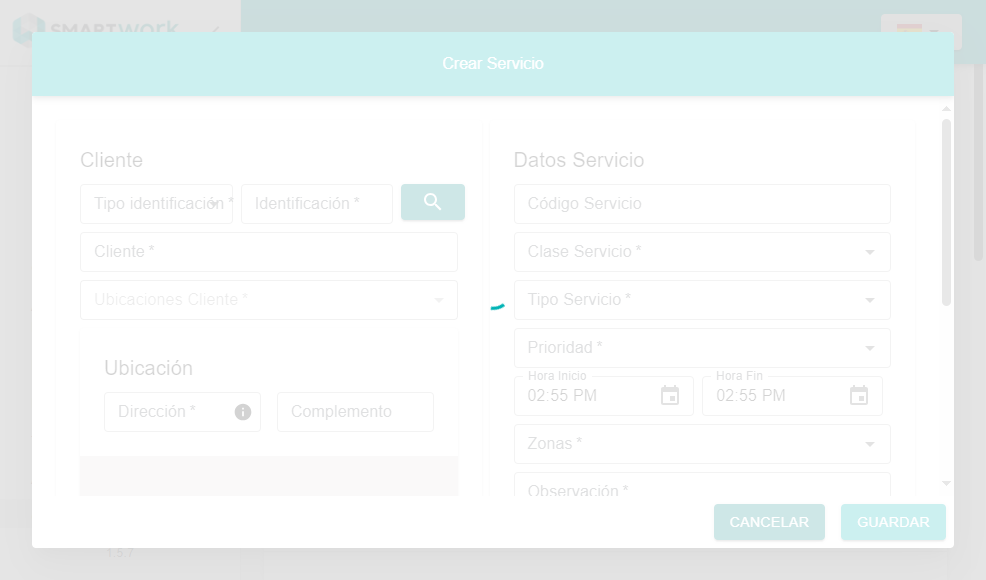 SMARTwork
Crear Servicio
Cliente
Tipo identificación *
Identificación *
Cliente *
Ubicaciones Cliente *
Ubicación
Dirección *
Complemento
Datos Servicio
Código Servicio
Clase Servicio *
Tipo Servicio *
Prioridad *
Hora Inicio
02:55 PM
Hora Fin
02:55 PM
Zonas *
Observación *
CANCELAR
GUARDAR
1.5.7